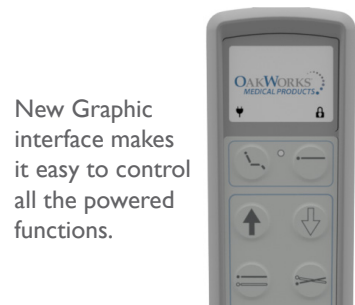 New Graphic
interface makes
it easy to control
all the powered
functions.
OAKWORKS
MEDICAL PRODUCTS